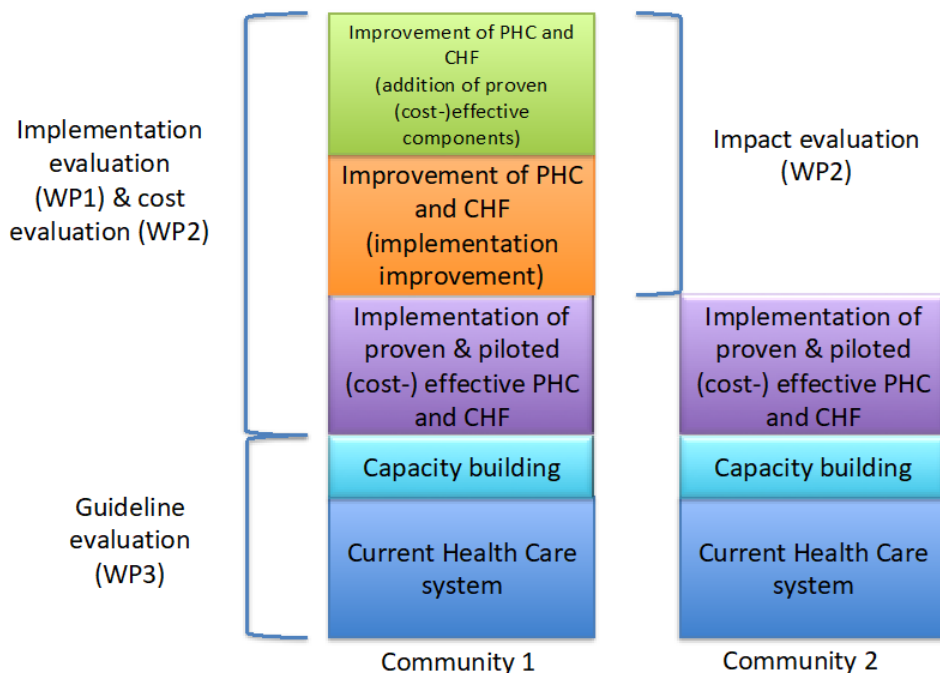 Implementation
evaluation
(WP1) & cost
evaluation (WP2)
Guideline
evaluation
(WP3)
Improvement of PHC and
CHF
(addition of proven
(cost-)effective
components)
Improvement of PHC
and CHF
(implementation
improvement)
Implementation of
proven & piloted
(cost-) effective PHC
and CHF
Capacity building
Current Health Care
system
Community 1
Impact evaluation
(WP2)
Implementation of
proven & piloted
(cost-) effective PHC
and CHF
Capacity building
Current Health Care
system
Community 2